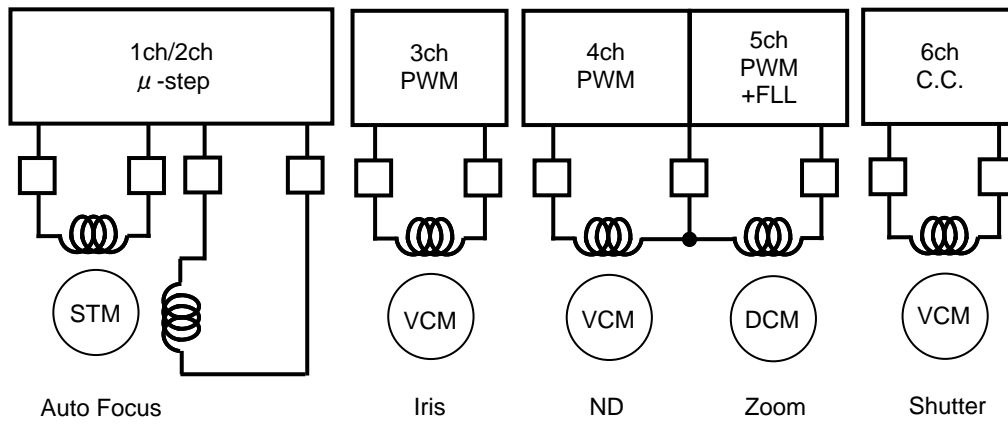 1ch/2ch
μ-step
3ch
PWM
4ch
PWM
5ch
PWM
+FLL
6ch
C.C.
STM
VCM
VCM
DCM
VCM
Auto Focus
Iris
ND
Zoom
Shutter